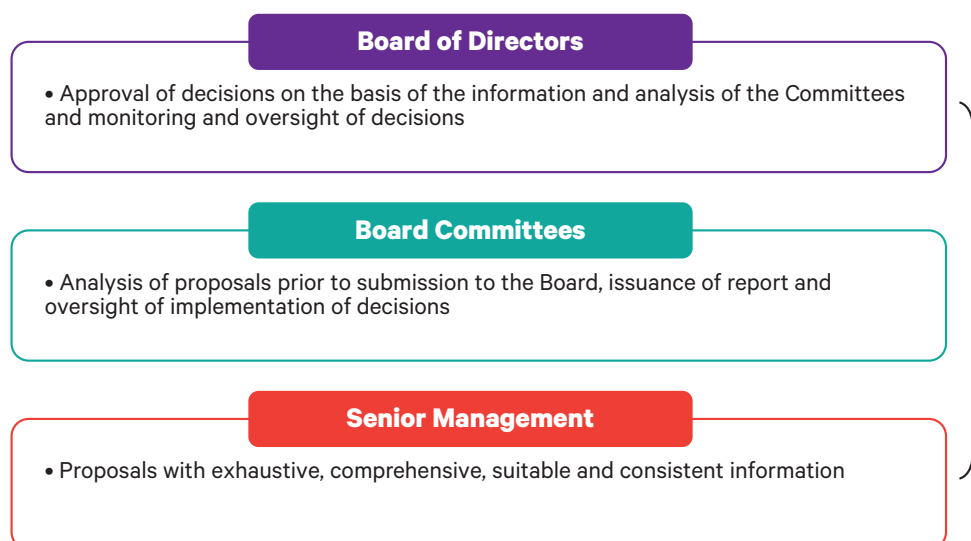 Board of Directors
• Approval of decisions on the basis of the information and analysis of the Committees
and monitoring and oversight of decisions
Board Committees
• Analysis of proposals prior to submission to the Board, issuance of report and
oversight of implementation of decisions
Senior Management
• Proposals with exhaustive, comprehensive, suitable and consistent information